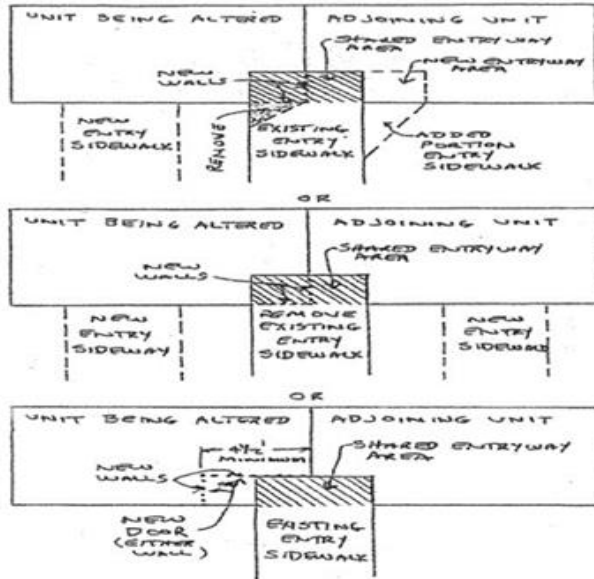 UNIT BEING ALTERED
ADJOINING UNIT
SHARED ENTRYWAY
AREA
NEW
WALLS
NEW ENTRYWAY
AREA
NEW
ENTRY
SIDEWALK
REMOVE
EXISTING
ENTRY
SIDEWALK
ADDED
PORTION
ENTRY
SIDEWALK
OR
UNIT BEING ALTERED
ADJOINING UNIT
SHARED ENTRYWAY
AREA
NEW
WALLS
NEW
ENTRY
SIDEWAY
REMOVE
EXISTING
ENTRY
SIDEWALK
NEW
ENTRY
SIDEWALK
OR
UNIT BEING ALTERED
ADJOINING UNIT
4½'
MINIMUM
SHARED ENTRYWAY
AREA
NEW
WALLS
NEW
DOOR
(EITHER
WALL)
EXISTING
ENTRY
SIDEWALK